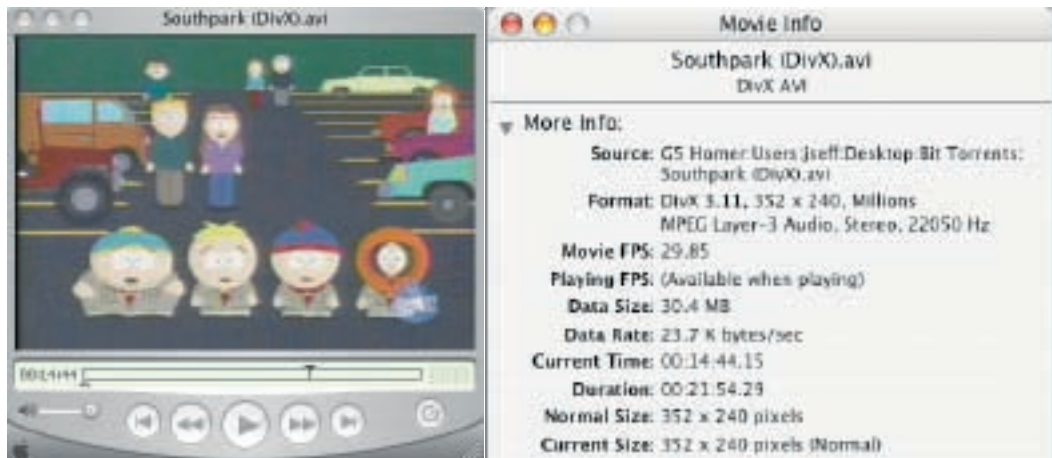 Southpark (DivX).avi
00:14:44
Movie Info
Southpark (DivX).avi
DivX AVI
More Info:
Source: G5 Homer:Users:jseff:Desktop:Bit Torrents:
Southpark (DivX).avi
Format: DivX 3.11, 352 x 240, Millions
MPEG Layer-3 Audio, Stereo, 22050 Hz
Movie FPS: 29.85
Playing FPS: (Available when playing)
Data Size: 30.4 MB
Data Rate: 23.7 K bytes/sec
Current Time: 00:14:44.15
Duration: 00:21:54.29
Normal Size: 352 x 240 pixels
Current Size: 352 x 240 pixels (Normal)